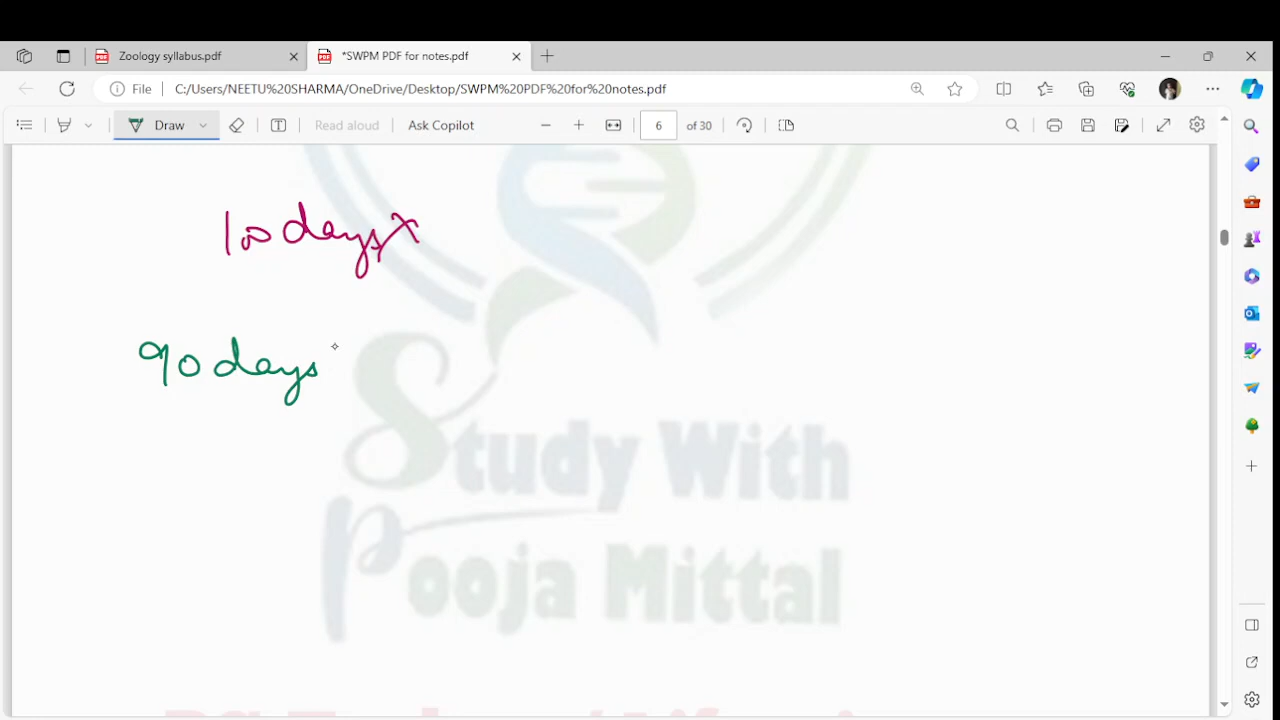 Zoology syllabus.pdf
*SWPM PDF for notes.pdf
File C:/Users/NEETU%20SHARMA/OneDrive/Desktop/SWPM%20PDF%20for%20notes.pdf
Draw Read aloud Ask Copilot 6 of 30
100 days x
90 days
Study With
Pooja Mittal